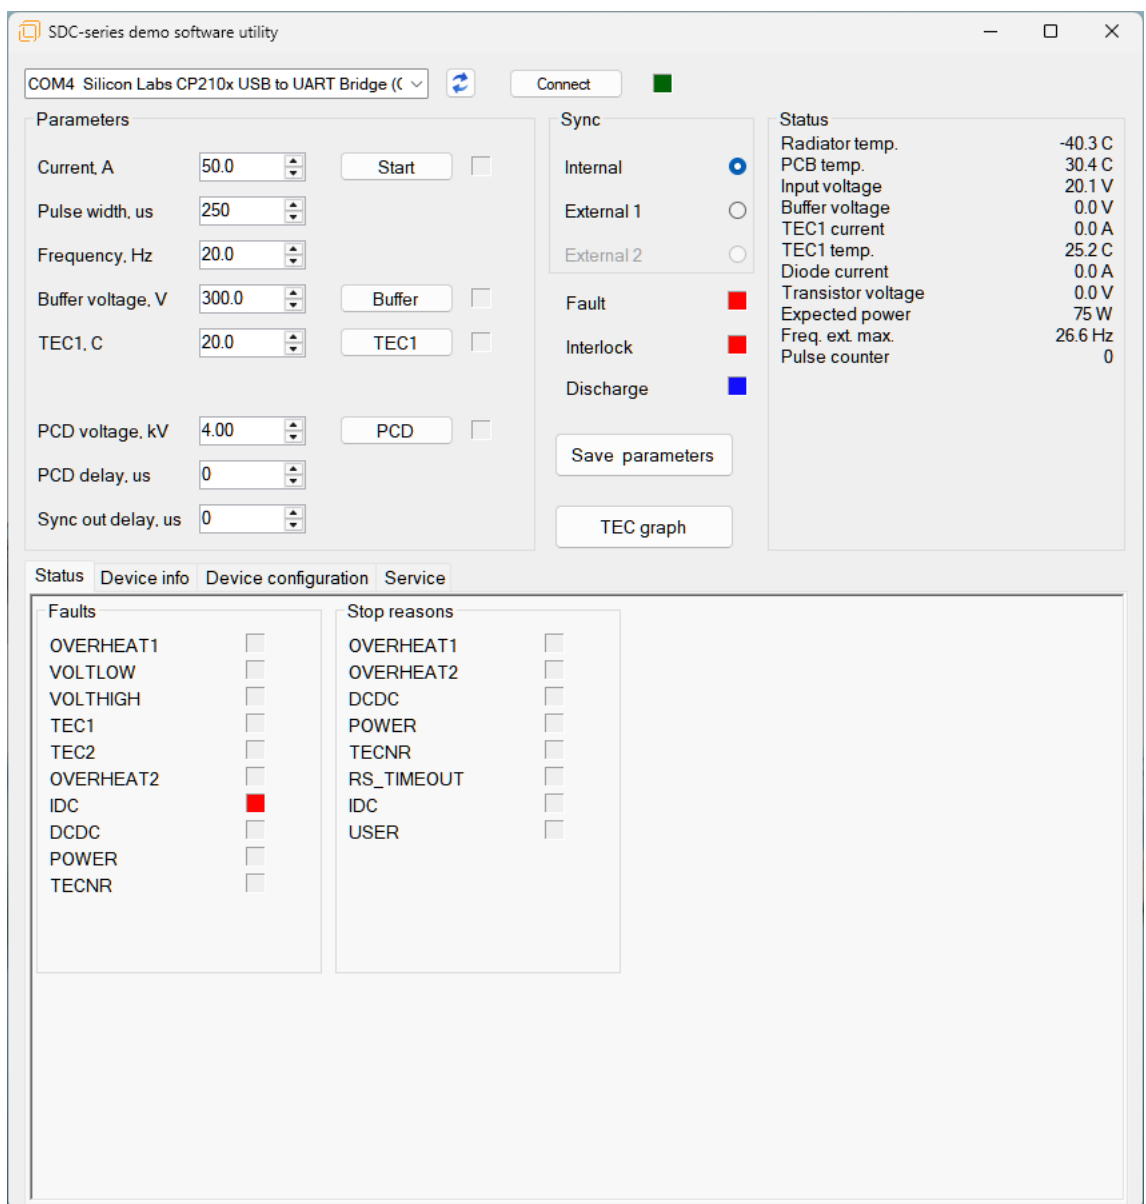 SDC-series demo software utility
COM4 Silicon Labs CP210x USB to UART Bridge (C
Connect
Parameters
Current, A 50.0 Start
Pulse width, us 250
Frequency, Hz 20.0
Buffer voltage, V 300.0 Buffer
TEC1, C 20.0 TEC1
PCD voltage, kV 4.00 PCD
PCD delay, us 0
Sync out delay, us 0
Sync
Internal
External 1
External 2
Fault
Interlock
Discharge
Save parameters
TEC graph
Status
Radiator temp. -40.3 C
PCB temp. 30.4 C
Input voltage 20.1 V
Buffer voltage 0.0 V
TEC1 current 0.0 A
TEC1 temp. 25.2 C
Diode current 0.0 A
Transistor voltage 0.0 V
Expected power 75 W
Freq. ext. max. 26.6 Hz
Pulse counter 0
Status Device info Device configuration Service
Faults
OVERHEAT1
VOLTLOW
VOLTHIGH
TEC1
TEC2
OVERHEAT2
IDC
DCDC
POWER
TECNR
Stop reasons
OVERHEAT1
OVERHEAT2
DCDC
POWER
TECNR
RS_TIMEOUT
IDC
USER